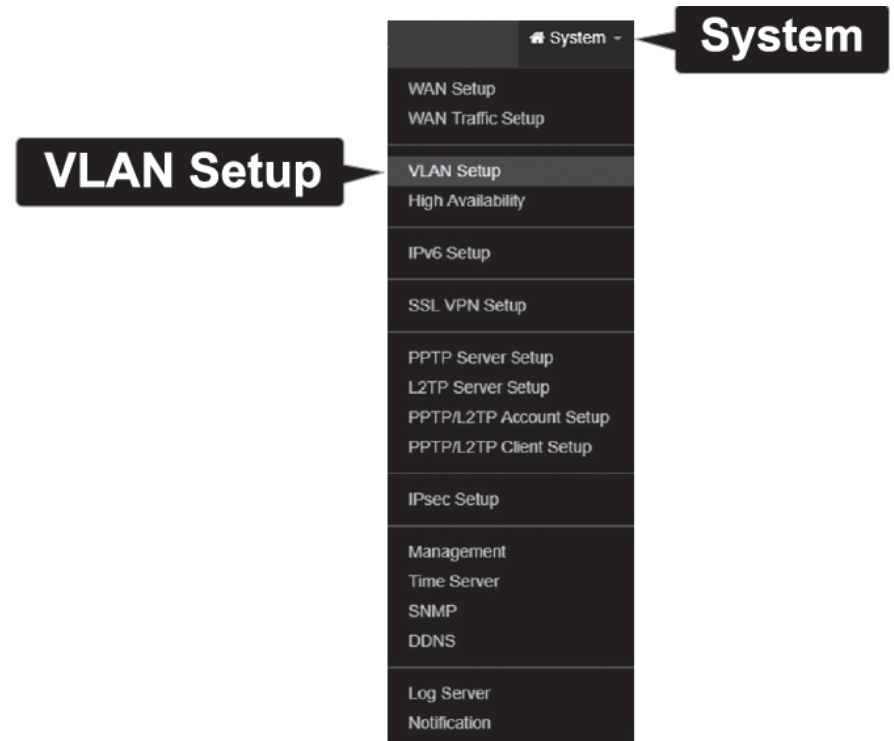 System
System
WAN Setup
WAN Traffic Setup
VLAN Setup
VLAN Setup
High Availability
IPv6 Setup
SSL VPN Setup
PPTP Server Setup
L2TP Server Setup
PPTP/L2TP Account Setup
PPTP/L2TP Client Setup
IPsec Setup
Management
Time Server
SNMP
DDNS
Log Server
Notification